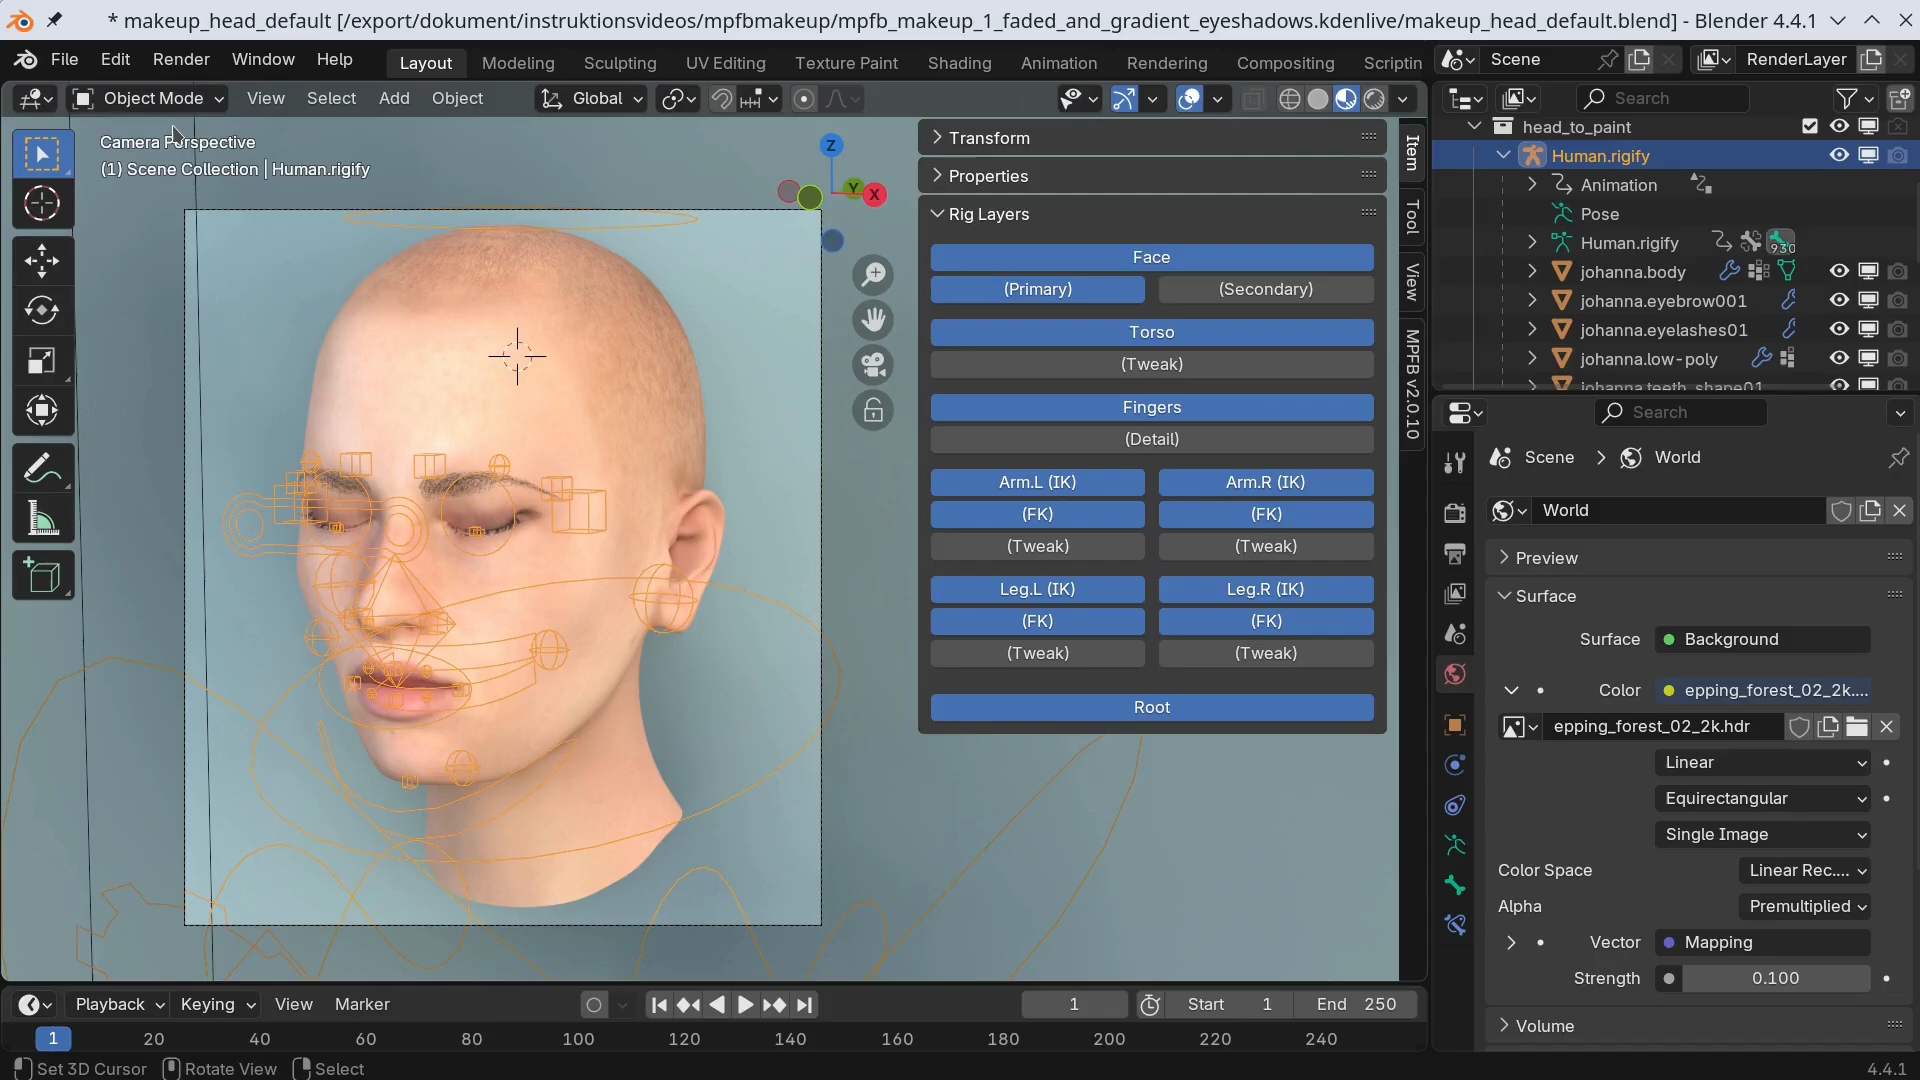 * makeup_head_default [/export/dokument/instruktionsvideos/mpfbmakeup/mpfb_makeup_1_faded_and_gradient_eyeshadows.kdenlive/makeup_head_default.blend] - Blender 4.4.1
File Edit Render Window Help Layout Modeling Sculpting UV Editing Texture Paint Shading Animation Rendering Compositing Scriptin Scene RenderLayer
Object Mode View Select Add Object Global Search
Camera Perspective
(1) Scene Collection | Human.rigify
Z
Y
X
Transform
Properties
Rig Layers
Face
(Primary) (Secondary)
Torso
(Tweak)
Fingers
(Detail)
Arm.L (IK) Arm.R (IK)
(FK) (FK)
(Tweak) (Tweak)
Leg.L (IK) Leg.R (IK)
(FK) (FK)
(Tweak) (Tweak)
Root
Item
Tool
View
MPFB v2.0.10
head_to_paint
Human.rigify
Animation
Pose
Human.rigify 930
johanna.body
johanna.eyebrow001
johanna.eyelashes01
johanna.low-poly
johanna.teeth_shape01
Search
Scene World
World
Preview
Surface
Surface Background
Color epping_forest_02_2k....
epping_forest_02_2k.hdr
Linear
Equirectangular
Single Image
Color Space Linear Rec....
Alpha Premultiplied
Vector Mapping
Strength 0.100
Volume
Playback Keying View Marker 1 Start 1 End 250
1 20 40 60 80 100 120 140 160 180 200 220 240
Set 3D Cursor Rotate View Select 4.4.1